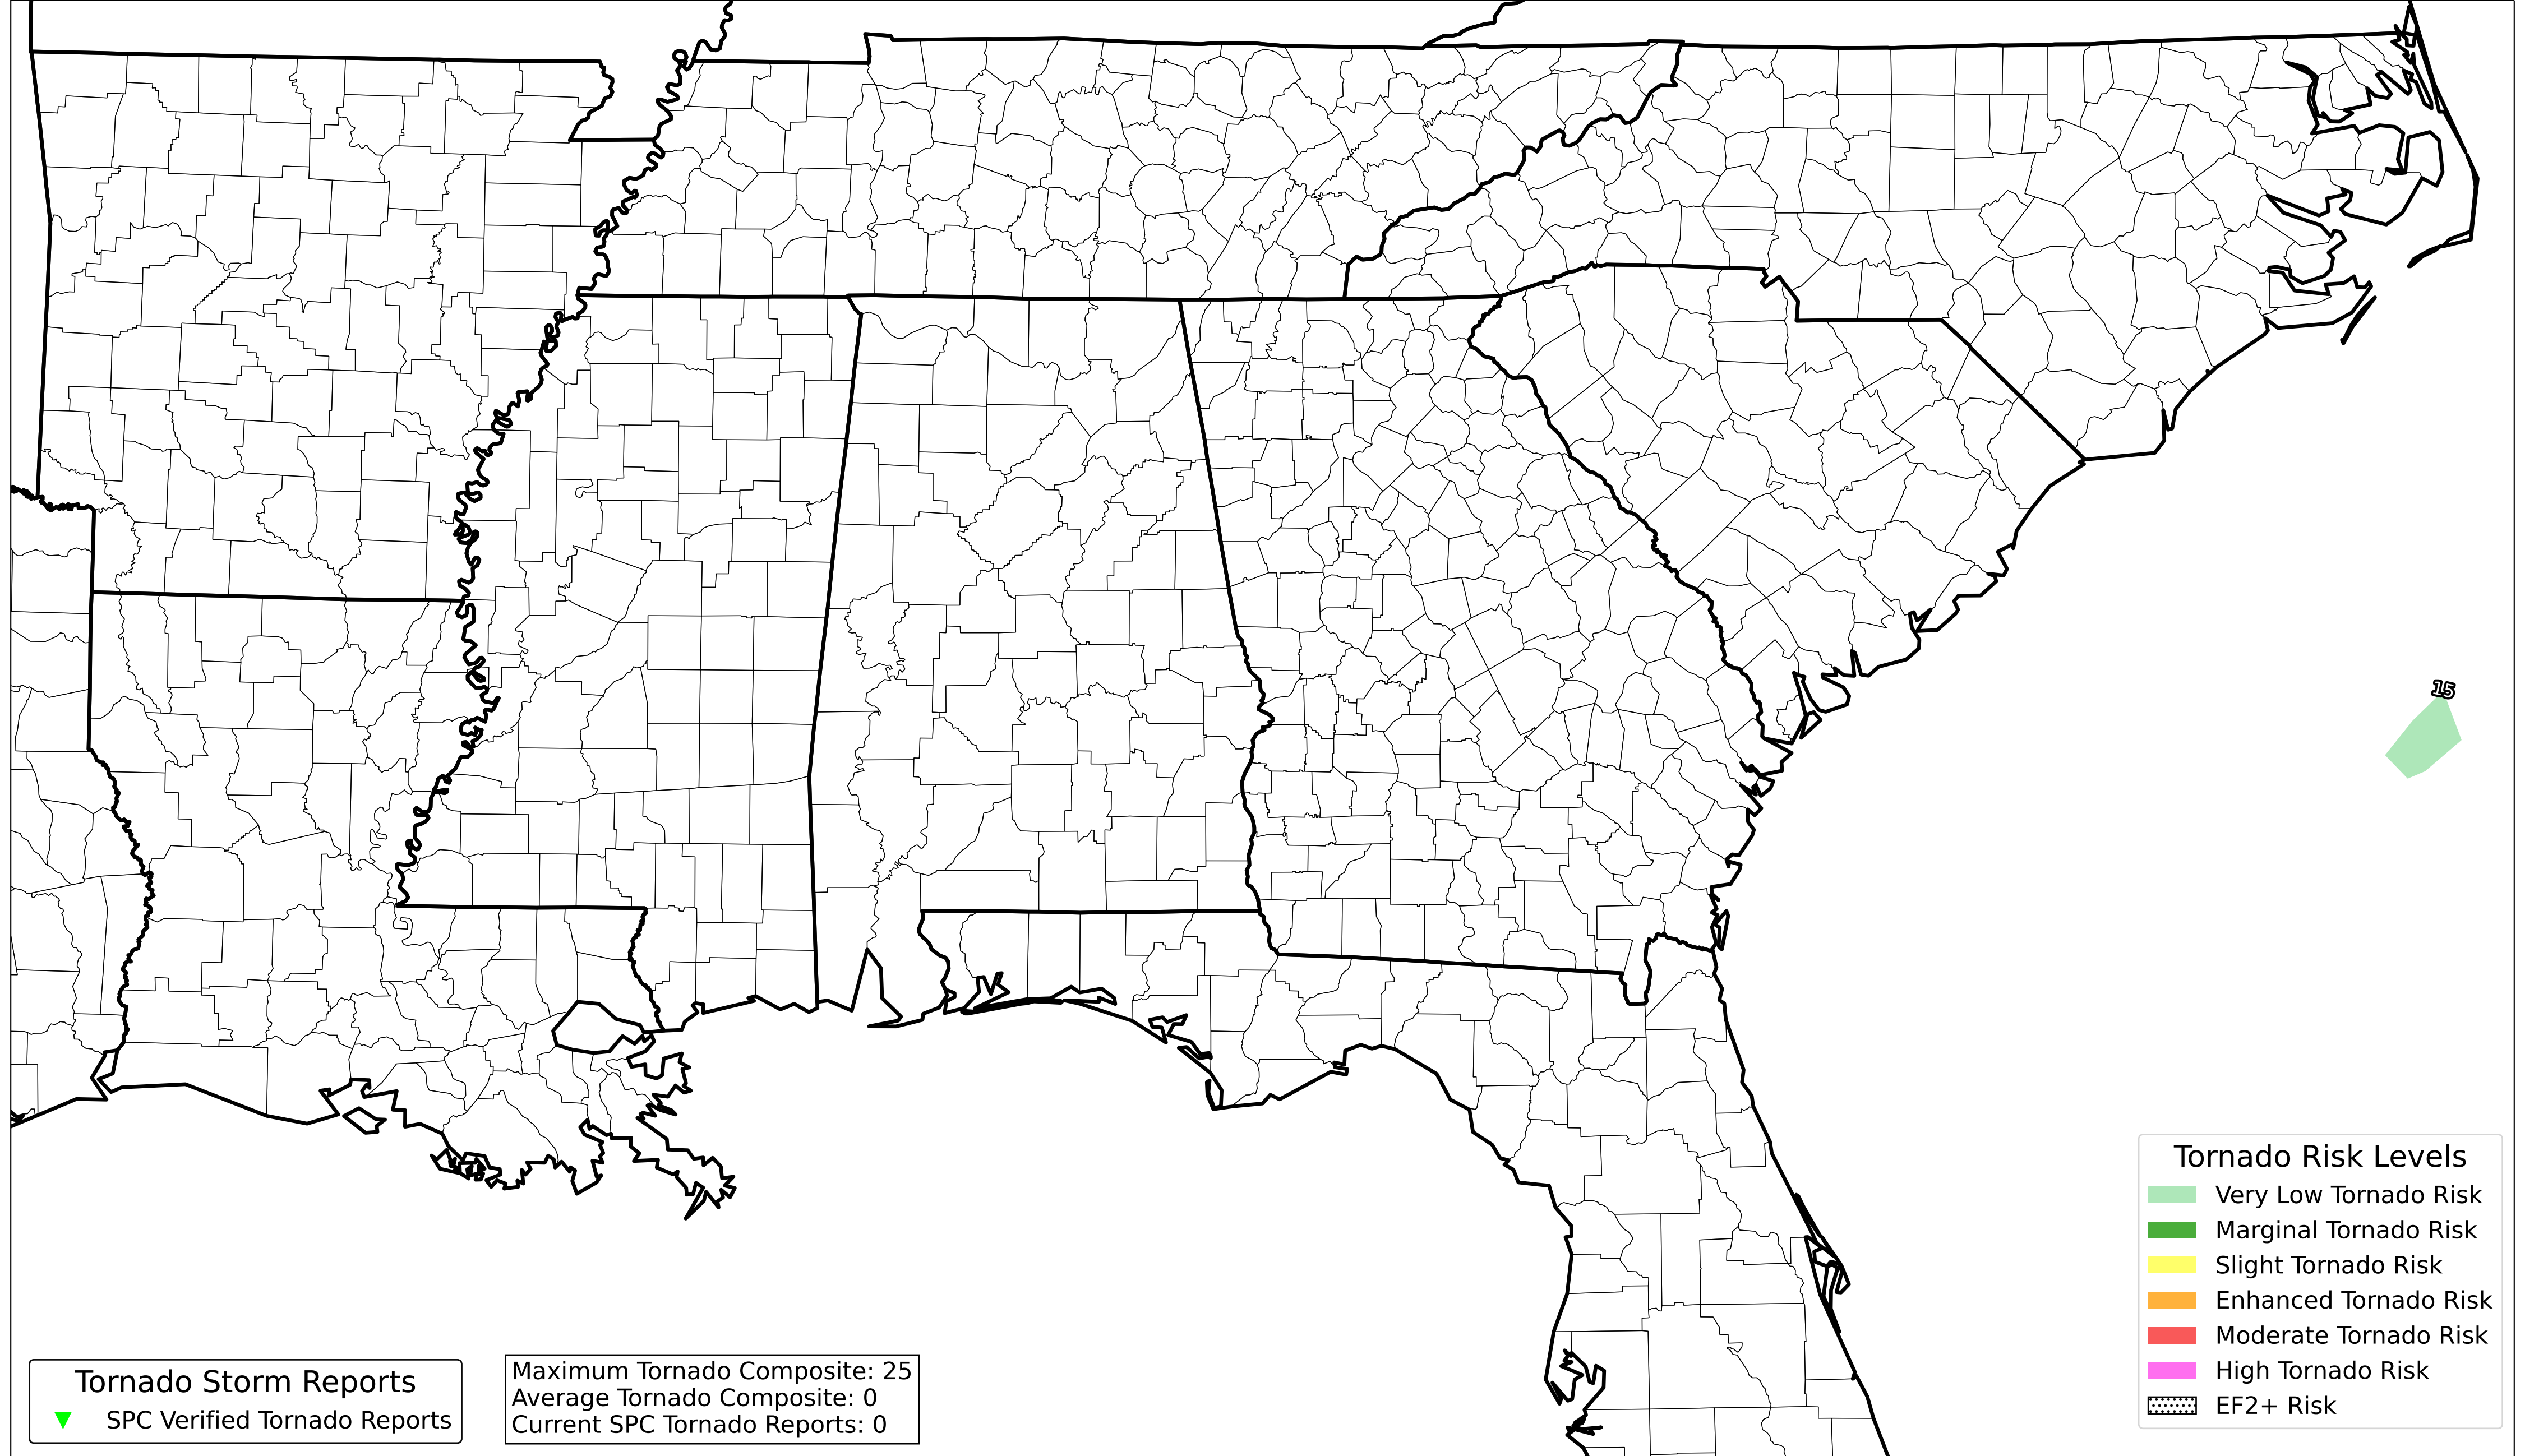 15
Tornado Risk Levels
Very Low Tornado Risk
Marginal Tornado Risk
Slight Tornado Risk
Enhanced Tornado Risk
Moderate Tornado Risk
High Tornado Risk
EF2+ Risk
Tornado Storm Reports
SPC Verified Tornado Reports
Maximum Tornado Composite: 25
Average Tornado Composite: 0
Current SPC Tornado Reports: 0